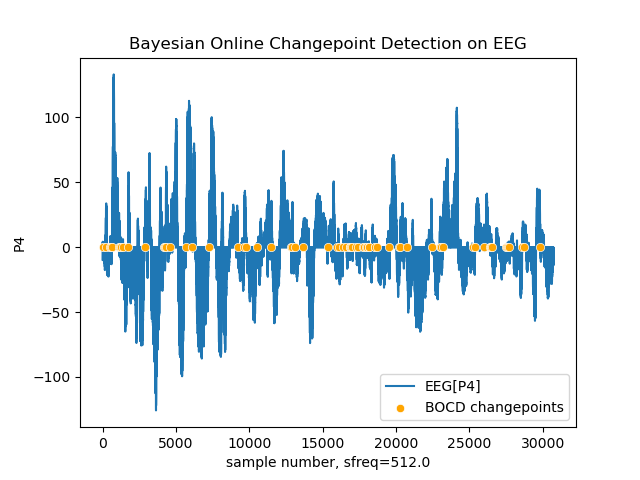 Bayesian Online Changepoint Detection on EEG
100
50
0
−50
−100
P4
0 5000 10000 15000 20000 25000 30000
sample number, sfreq=512.0
EEG[P4]
BOCD changepoints